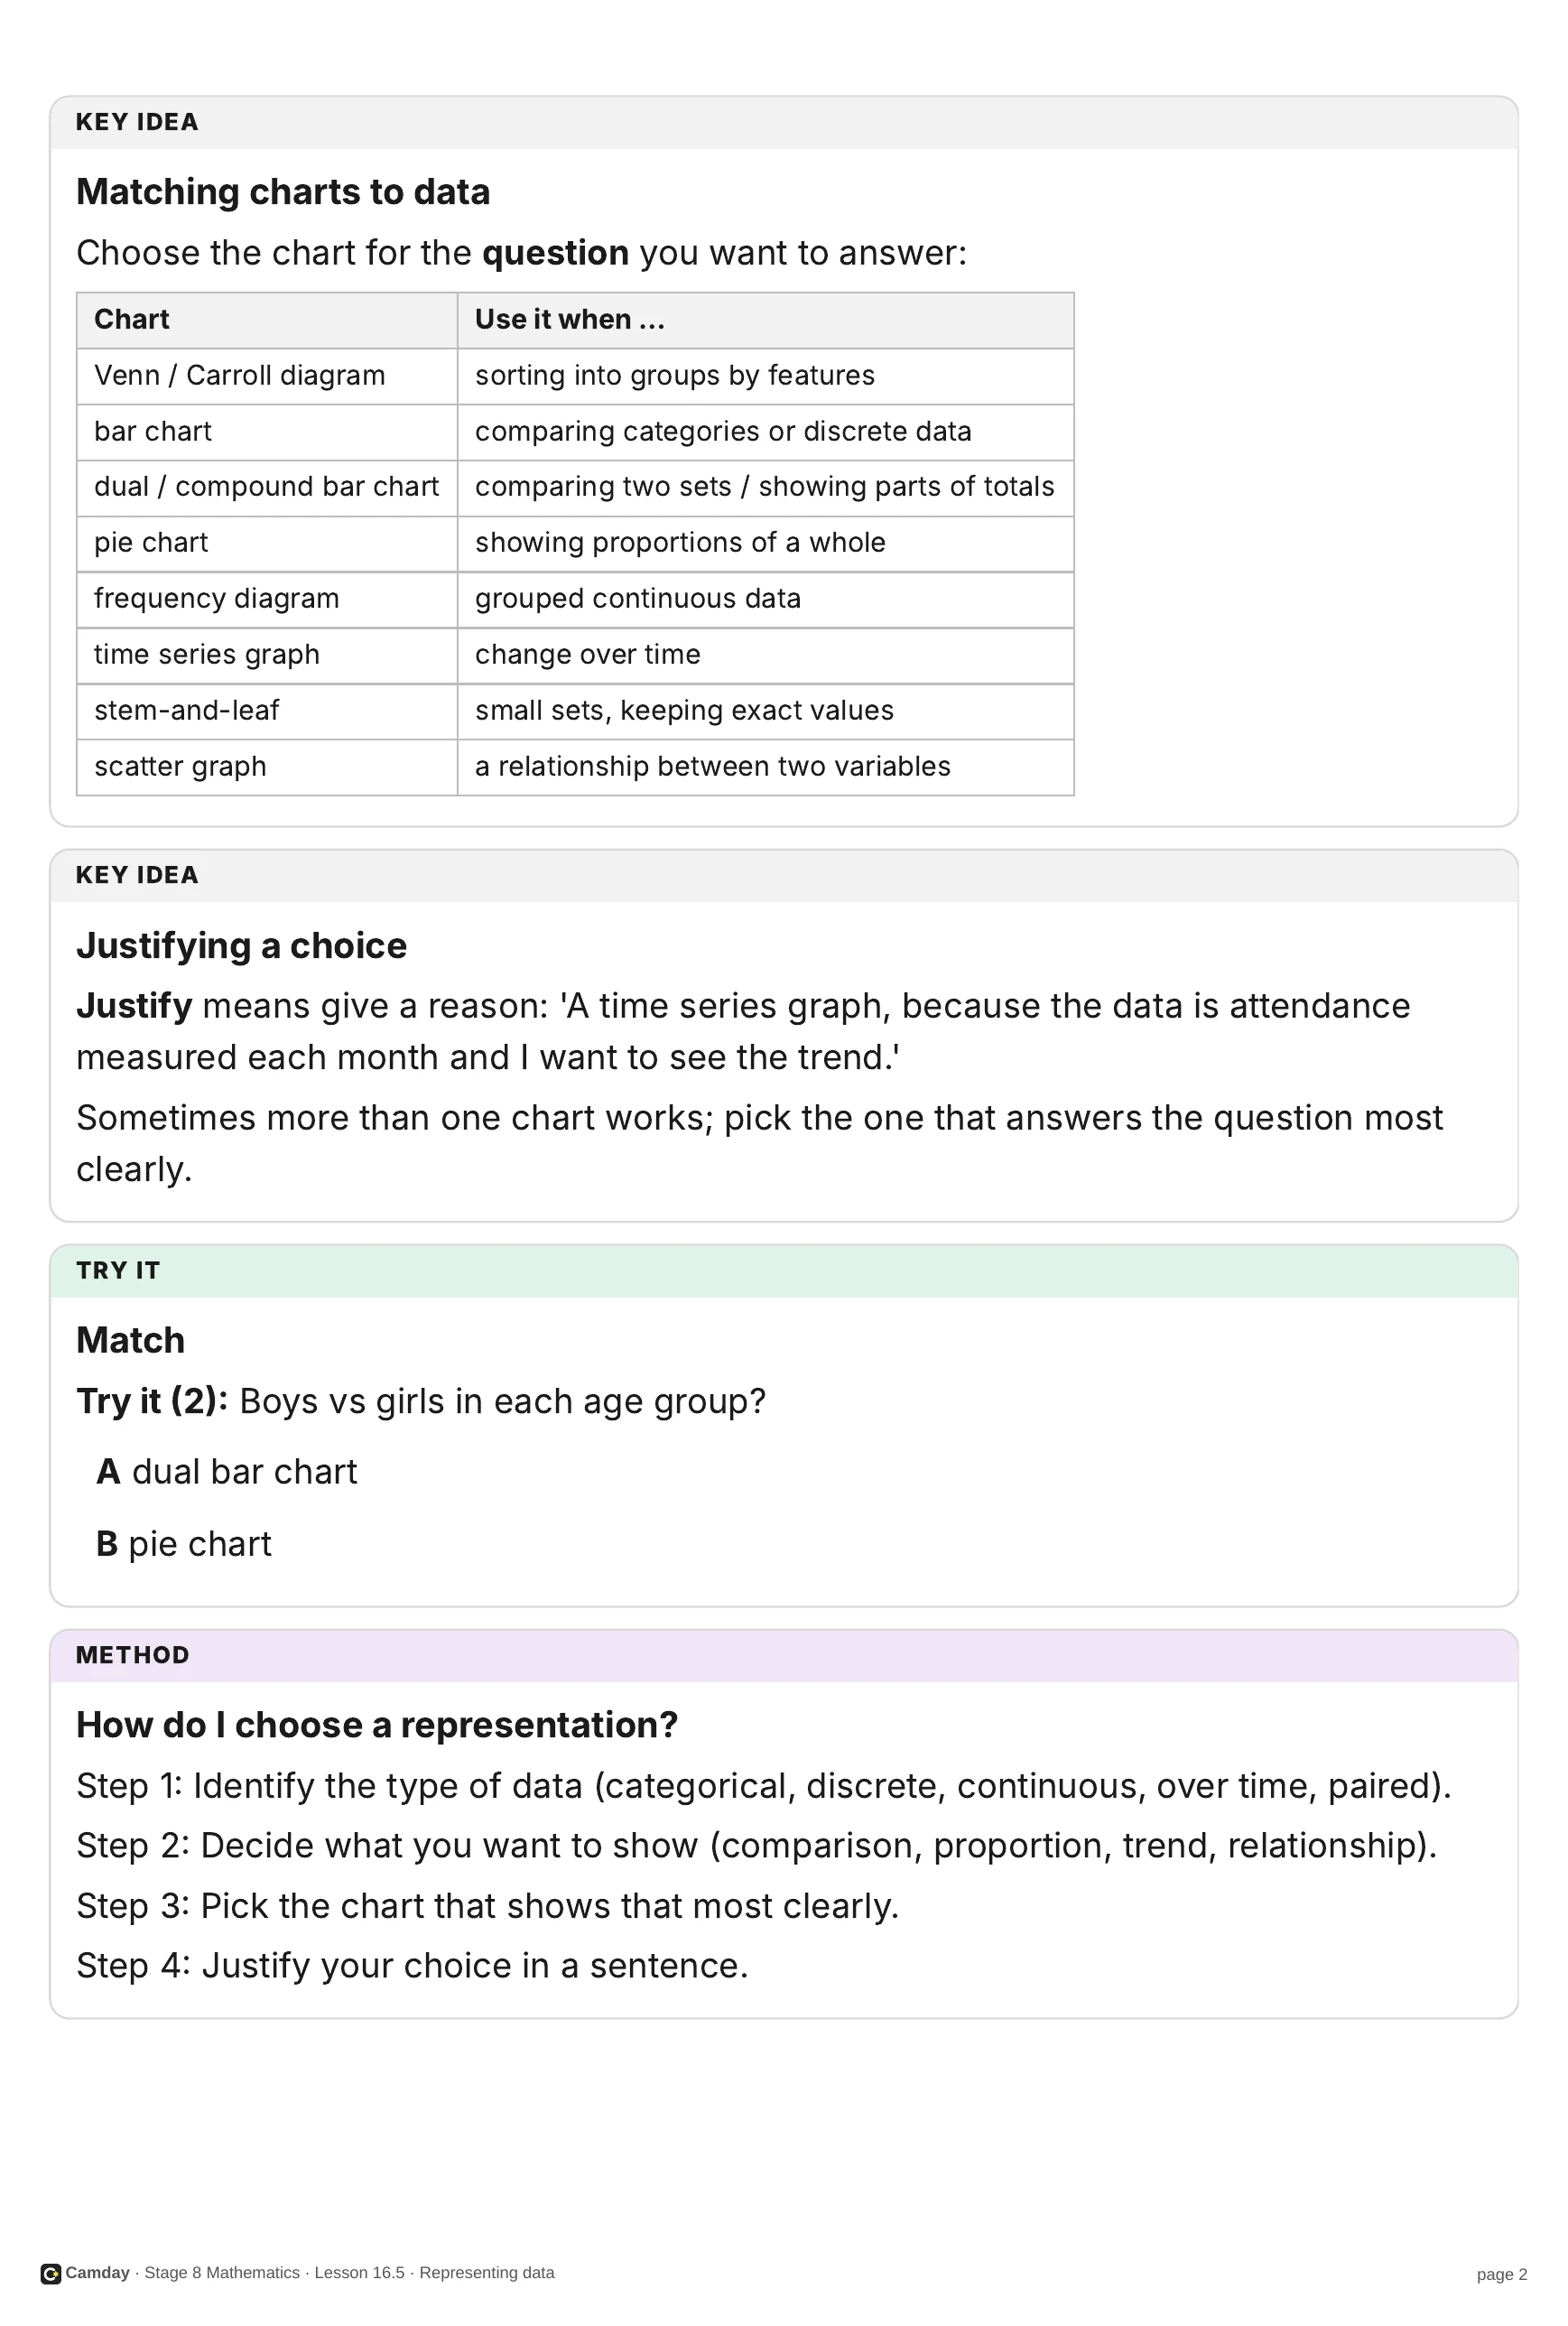 KEY IDEA
Matching charts to data
Choose the chart for the question you want to answer:
Chart Use it when ...
Venn / Carroll diagram sorting into groups by features
bar chart comparing categories or discrete data
dual / compound bar chart comparing two sets / showing parts of totals
pie chart showing proportions of a whole
frequency diagram grouped continuous data
time series graph change over time
stem-and-leaf small sets, keeping exact values
scatter graph a relationship between two variables
KEY IDEA
Justifying a choice
Justify means give a reason: 'A time series graph, because the data is attendance
measured each month and I want to see the trend.'
Sometimes more than one chart works; pick the one that answers the question most
clearly.
TRY IT
Match
Try it (2): Boys vs girls in each age group?
A dual bar chart
B pie chart
METHOD
How do I choose a representation?
Step 1: Identify the type of data (categorical, discrete, continuous, over time, paired).
Step 2: Decide what you want to show (comparison, proportion, trend, relationship).
Step 3: Pick the chart that shows that most clearly.
Step 4: Justify your choice in a sentence.
Camday · Stage 8 Mathematics · Lesson 16.5 · Representing data page 2